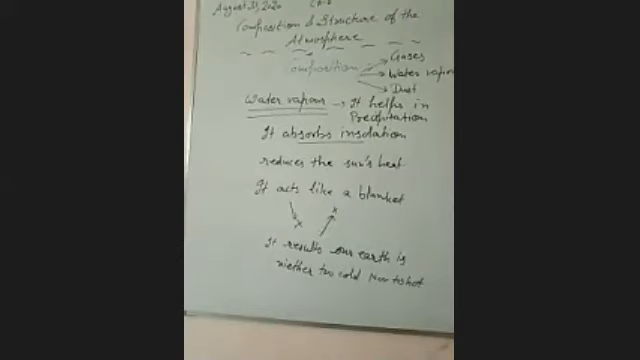 August 31, 2020
Composition & Structure of the
Atmosphere
Composition
Gases
Water vapour
Dust
Water vapour → It helps in
Precipitation
It absorbs insolation
reduces the sun's heat
It acts like a blanket
It results our earth is
niether too cold Nor too hot